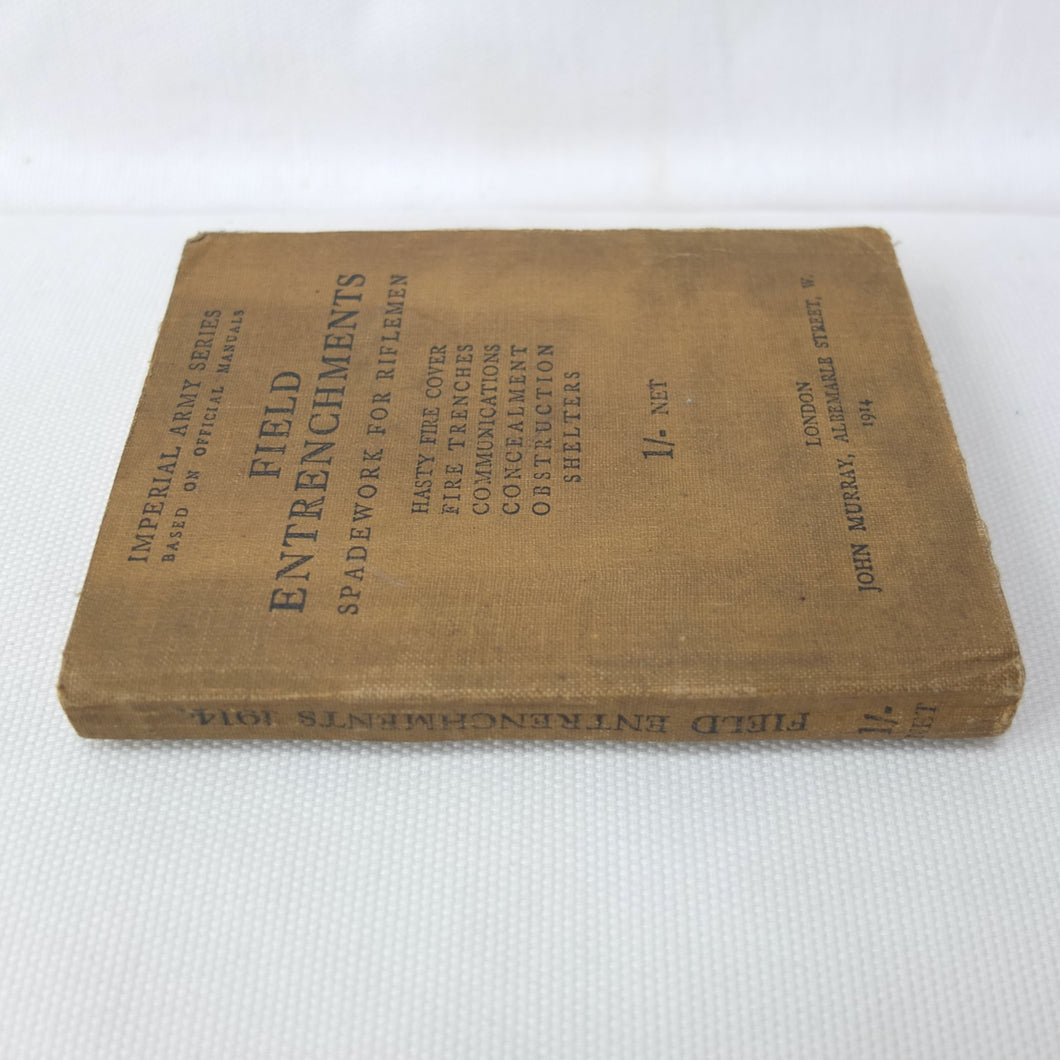 IMPERIAL ARMY SERIES
BASED ON OFFICIAL MANUALS
FIELD
ENTRENCHMENTS
SPADEWORK FOR RIFLEMEN
HASTY FIRE COVER
FIRE TRENCHES
COMMUNICATIONS
CONCEALMENT
OBSTRUCTION
SHELTERS
1/- NET
LONDON
JOHN MURRAY, ALBEMARLE STREET, W.
1914
FIELD ENTRENCHMENTS 1914.
1/-
NET